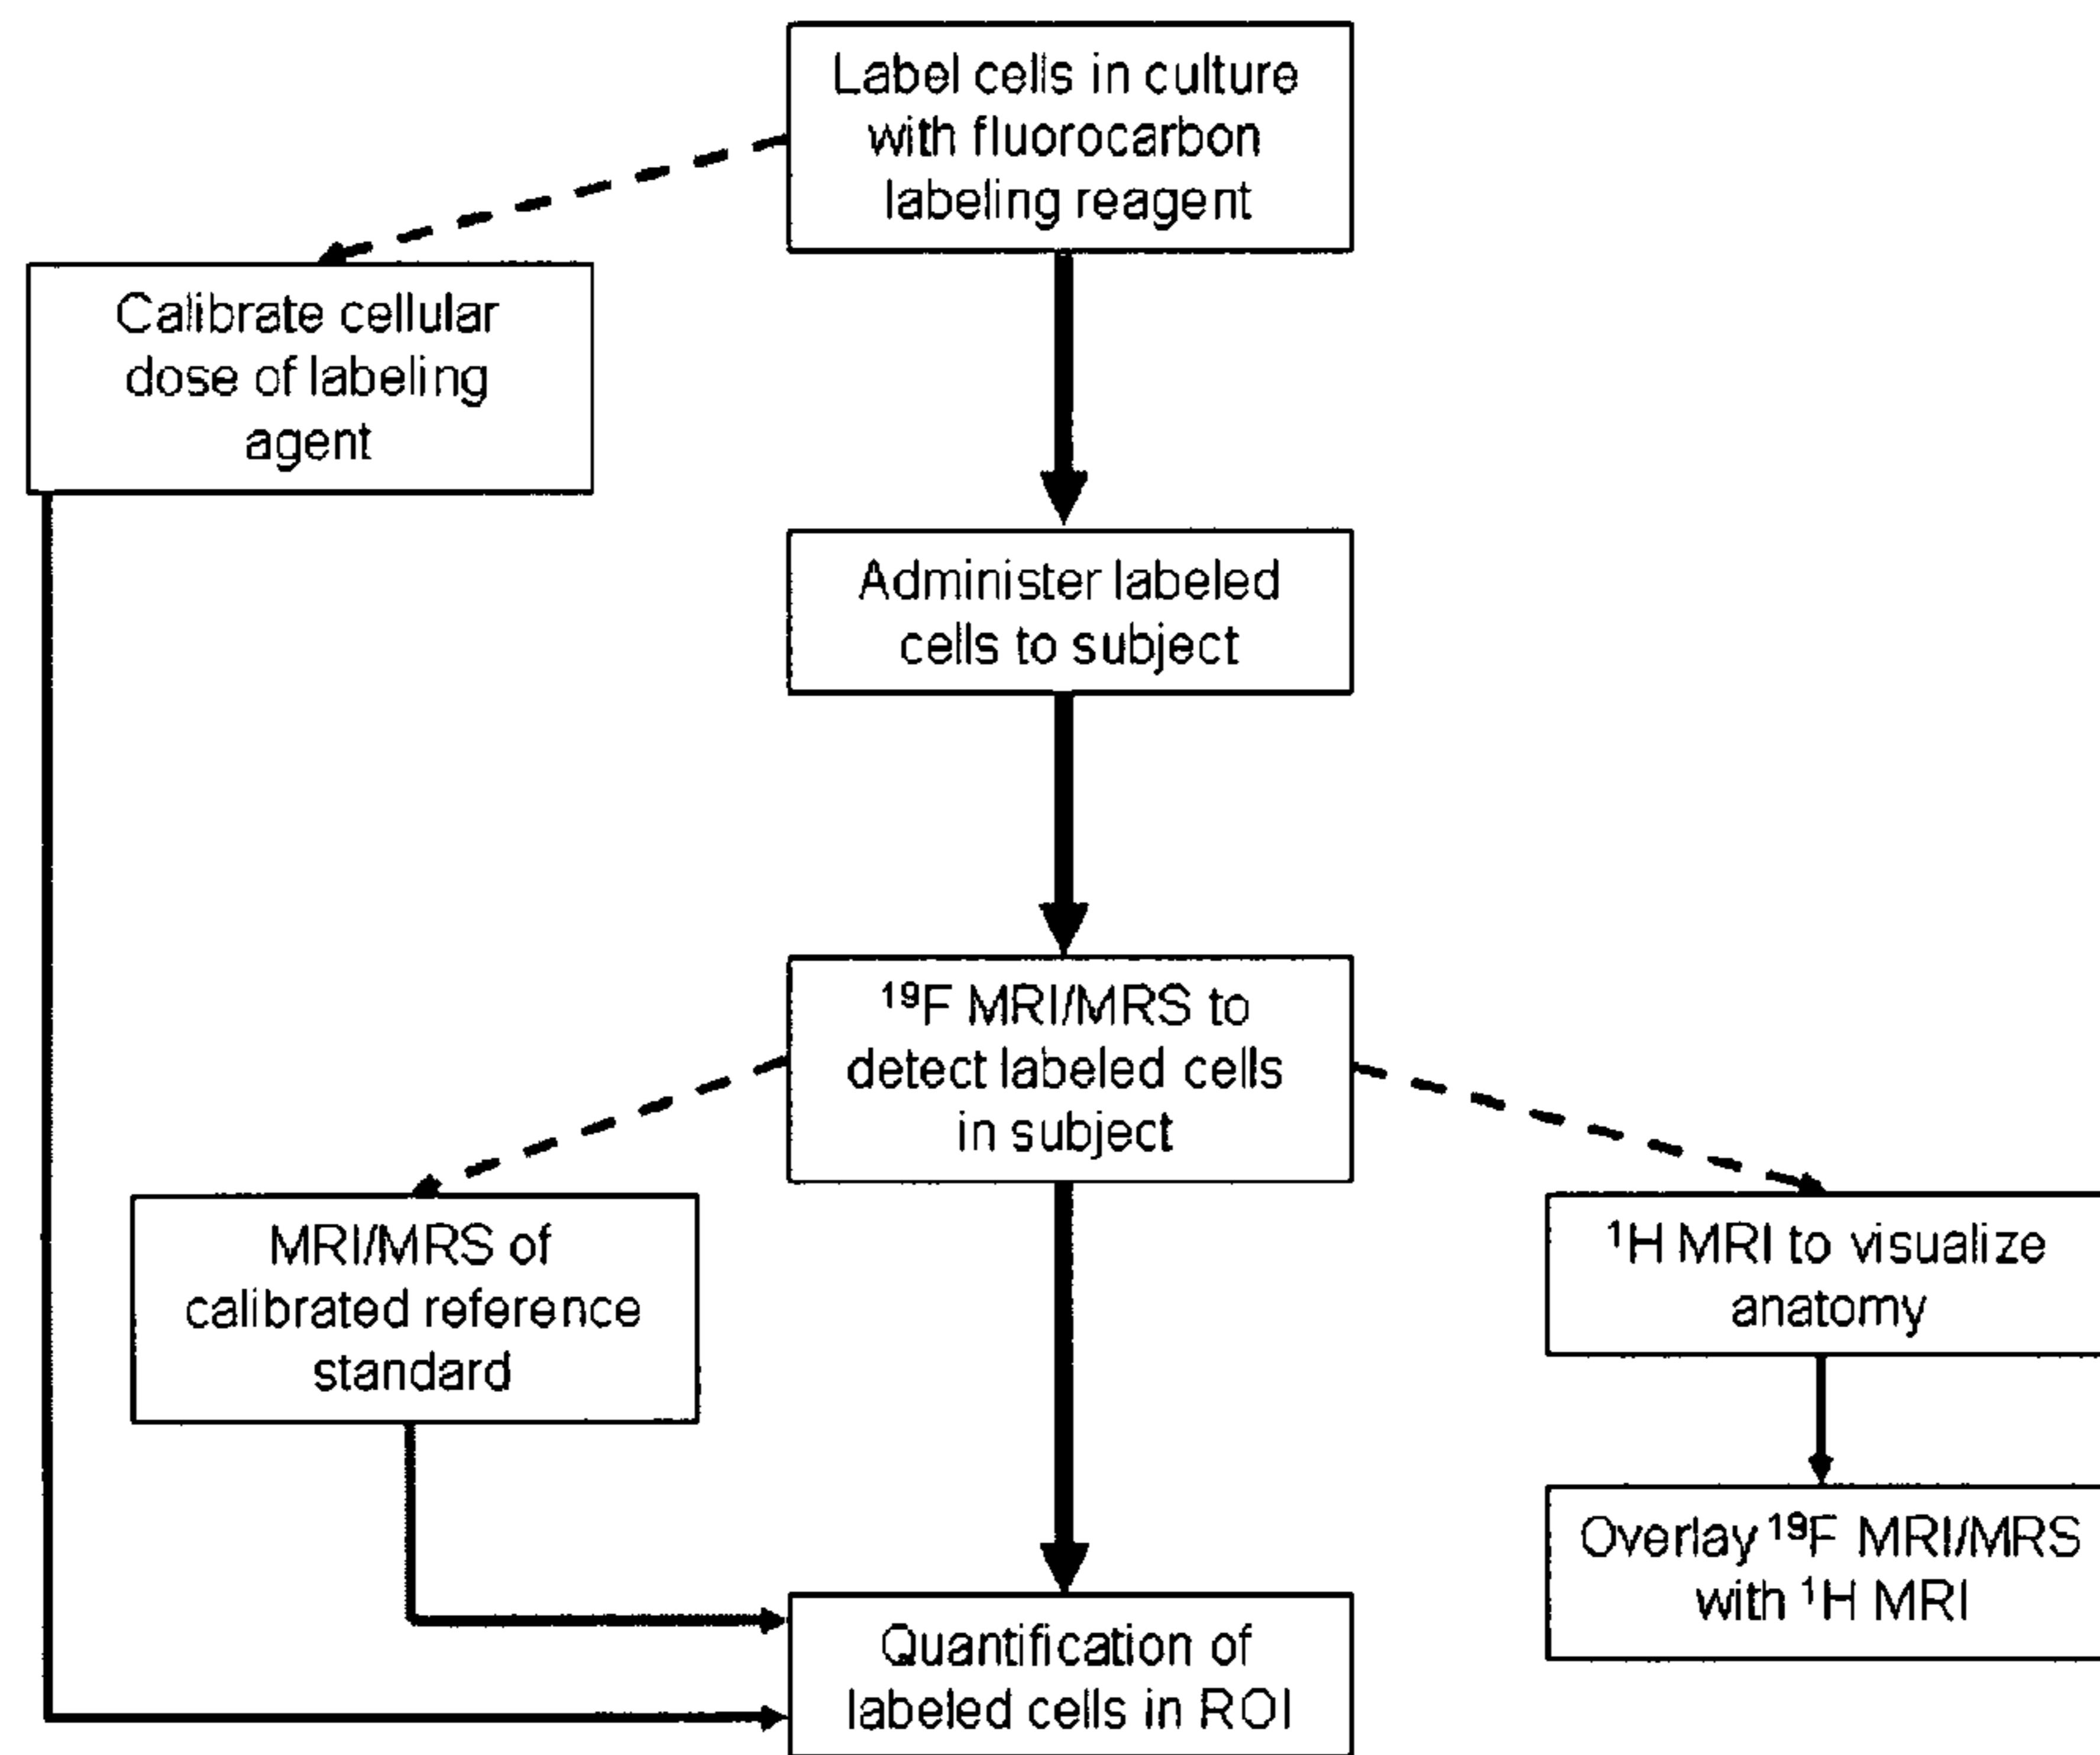 Label cells in culture
with fluorocarbon
labeling reagent
Calibrate cellular
dose of labeling
agent
Administer labeled
cells to subject
¹⁹F MRI/MRS to
detect labeled cells
in subject
MRI/MRS of
calibrated reference
standard
¹H MRI to visualize
anatomy
Overlay ¹⁹F MRI/MRS
with ¹H MRI
Quantification of
labeled cells in ROI